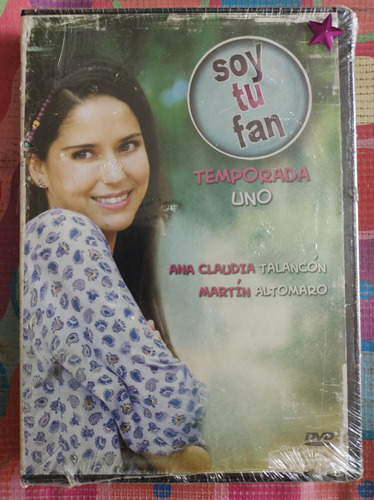 soy
tu
fan
TEMPORADA
UNO
ANA CLAUDIA TALANCÓN
MARTÍN ALTOMARO
DVD